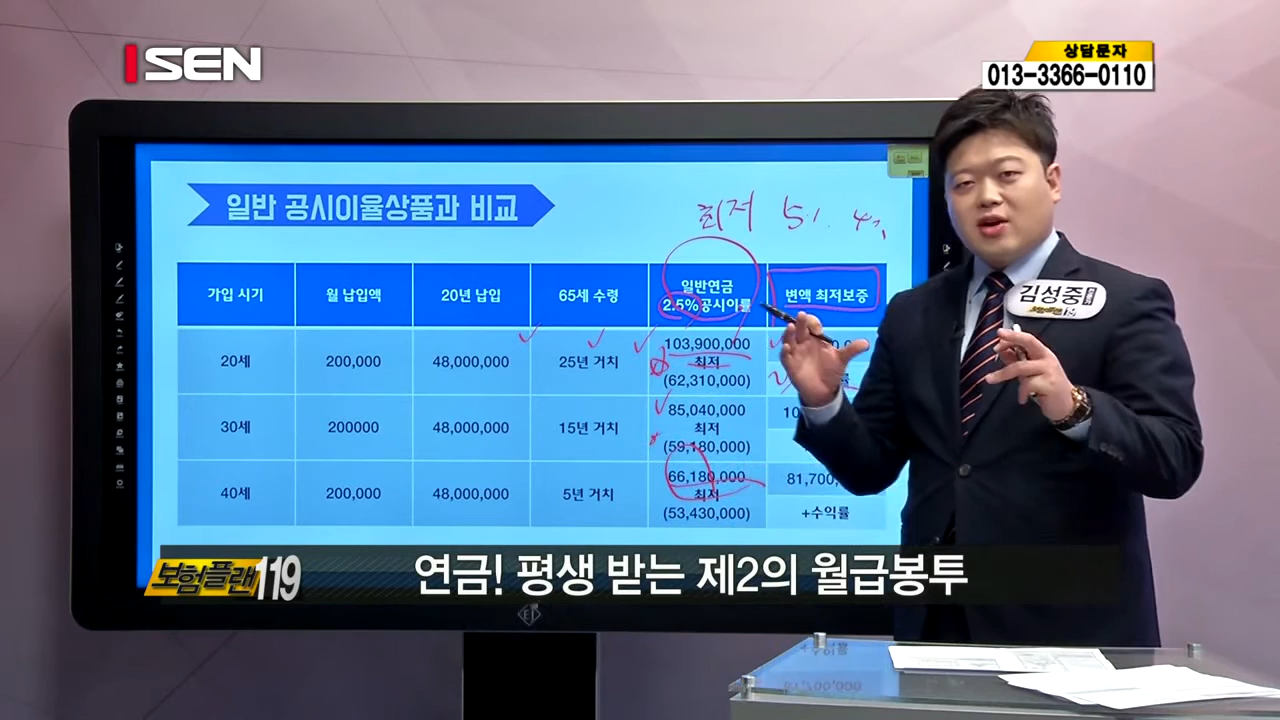 SEN
상담문자
013-3366-0110
일반 공시이율상품과 비교
최저 5%
가입 시기 월 납입액 20년 납입 65세 수령 일반연금 2.5%공시이률 변액 최저보증
20세 200,000 48,000,000 25년 거치 103,900,000 최저 (62,310,000)
30세 200000 48,000,000 15년 거치 85,040,000 최저 (59,180,000)
40세 200,000 48,000,000 5년 거치 66,180,000 최저 (53,430,000) +수익률
김성중
보험플랜119
연금! 평생 받는 제2의 월급봉투